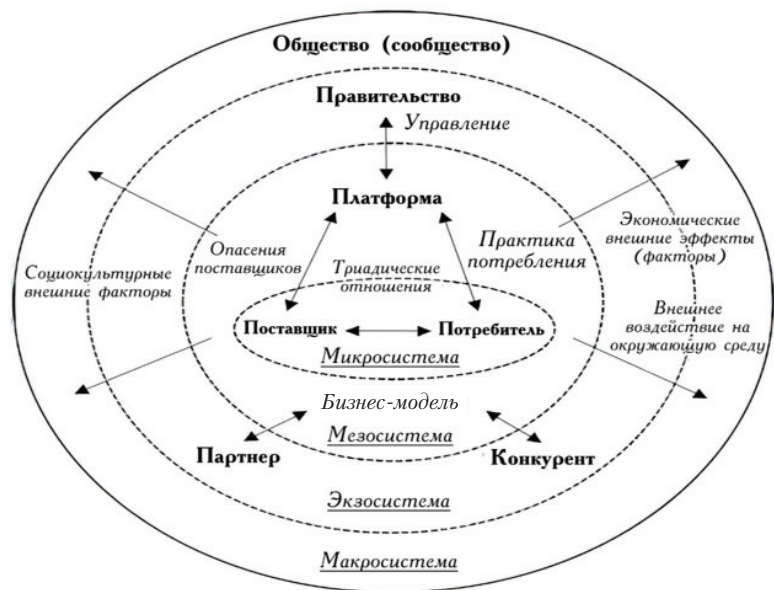 Общество (сообщество)
Правительство
Управление
Платформа
Опасения
поставщиков
Практика
потребления
Экономические
внешние эффекты
(факторы)
Социокультурные
внешние факторы
Триадические
отношения
Внешнее
воздействие на
окружающую среду
Поставщик
Потребитель
Микросистема
Бизнес-модель
Мезосистема
Партнер
Конкурент
Экзосистема
Макросистема